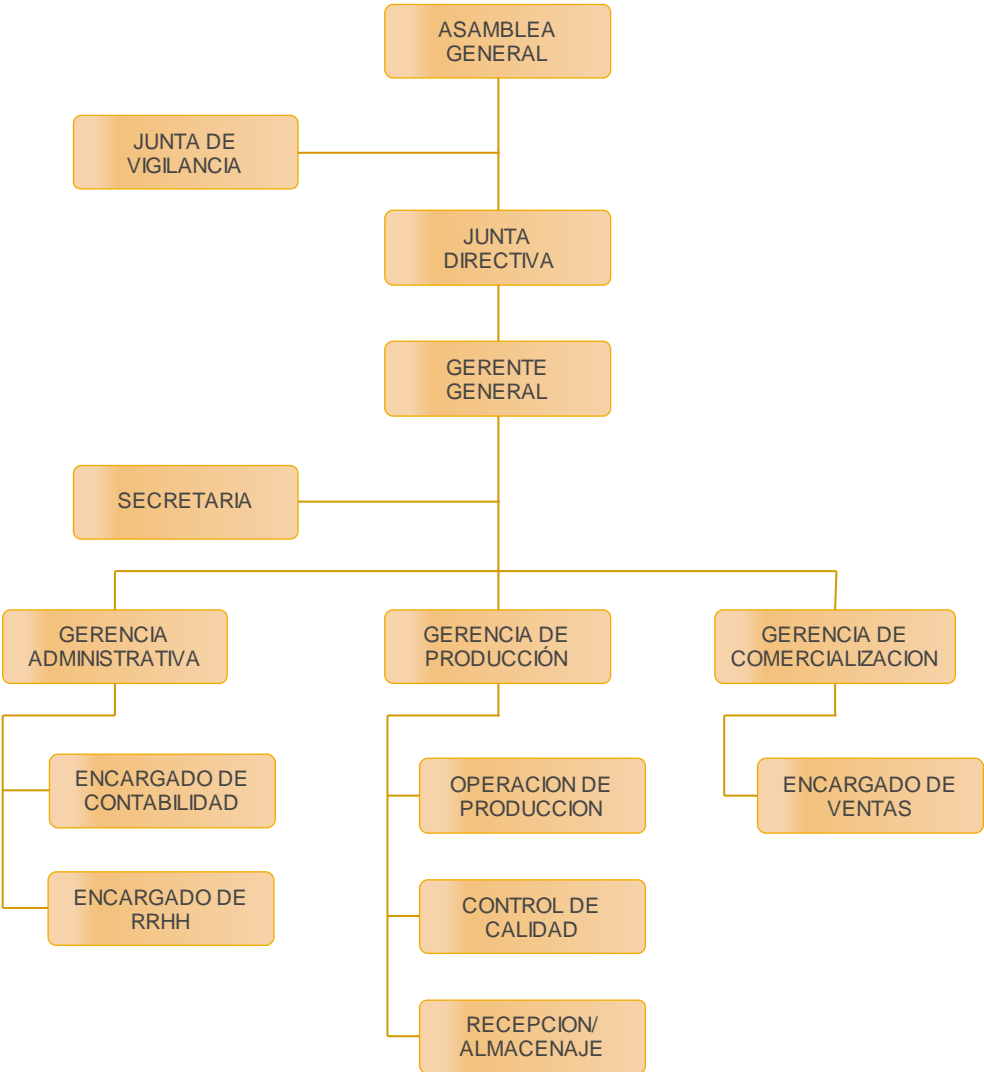 ASAMBLEA
GENERAL
JUNTA DE
VIGILANCIA
JUNTA
DIRECTIVA
GERENTE
GENERAL
SECRETARIA
GERENCIA
ADMINISTRATIVA
GERENCIA DE
PRODUCCIÓN
GERENCIA DE
COMERCIALIZACION
ENCARGADO DE
CONTABILIDAD
OPERACION DE
PRODUCCION
ENCARGADO DE
VENTAS
ENCARGADO DE
RRHH
CONTROL DE
CALIDAD
RECEPCION/
ALMACENAJE